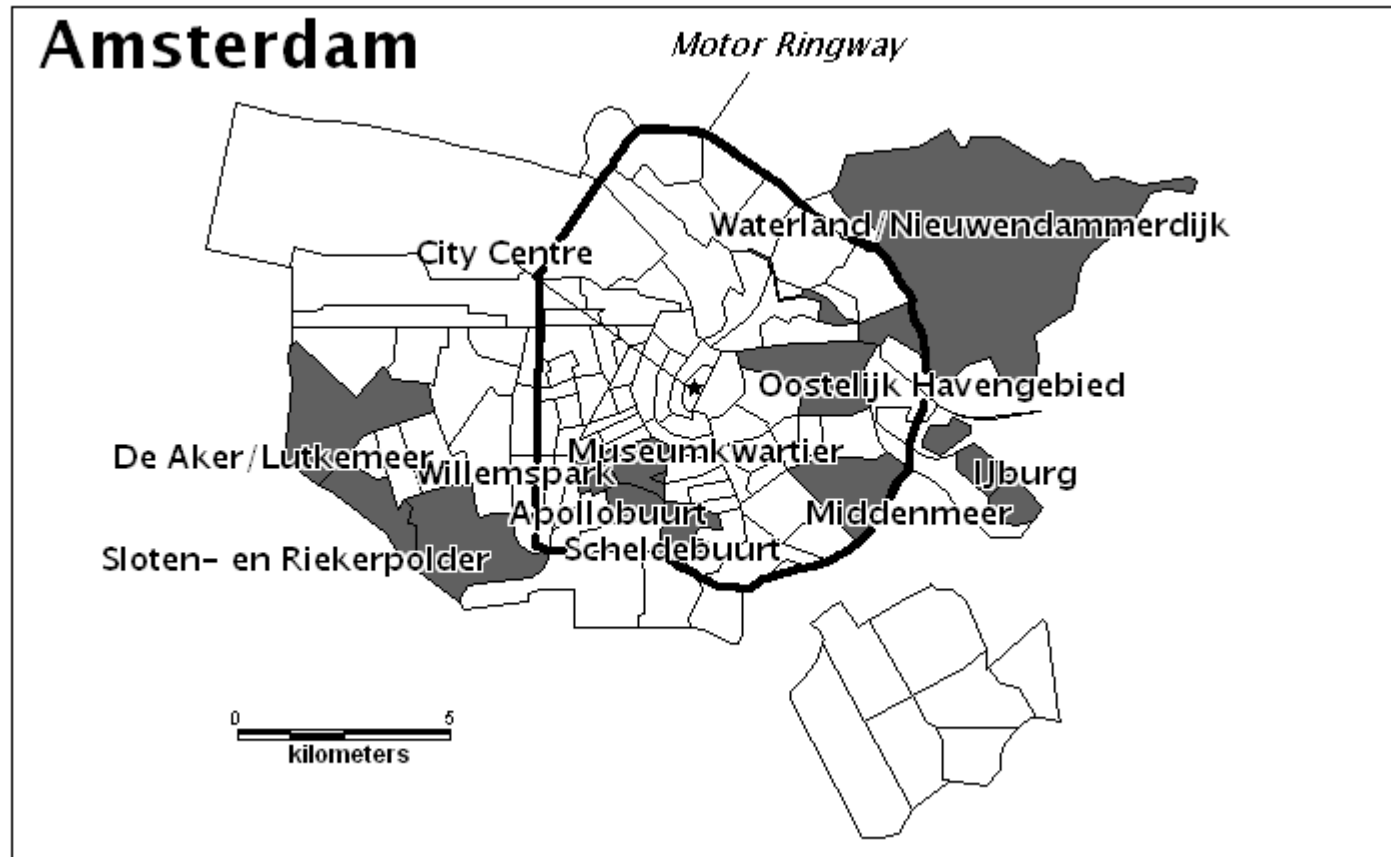 Amsterdam
Motor Ringway
Waterland/Nieuwendammerdijk
City Centre
Oostelijk Havengebied
Museumkwartier
De Aker/Lutkemeer
Willemspark
IJburg
Apollobuurt
Middenmeer
Scheldebuurt
Sloten- en Riekerpolder
0 5
kilometers